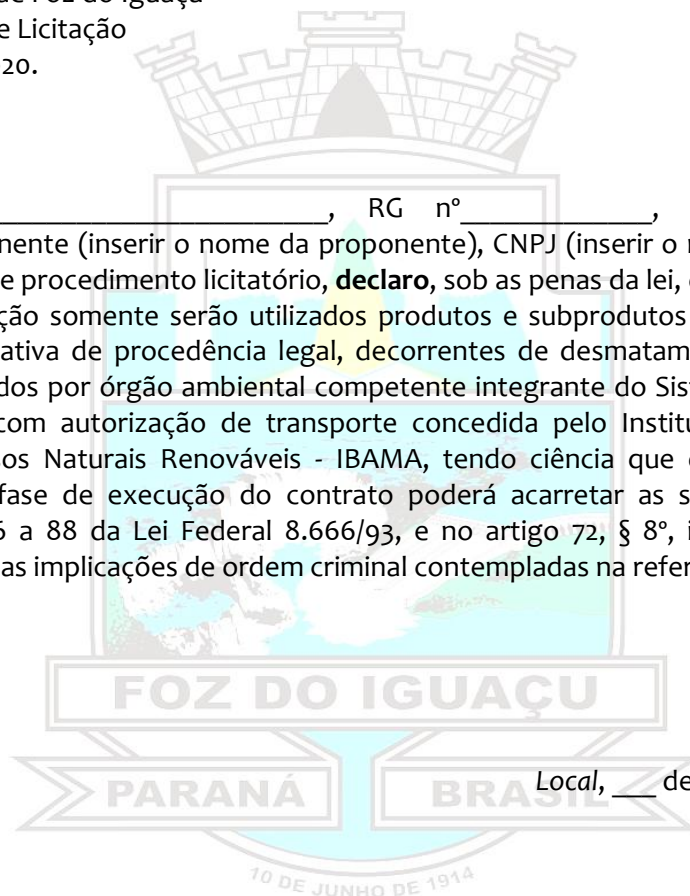 de Foz do Iguaçu
e Licitação
20.
_______________________, RG nº_____________,
nente (inserir o nome da proponente), CNPJ (inserir o
e procedimento licitatório, declaro, sob as penas da lei,
ção somente serão utilizados produtos e subprodutos
ativa de procedência legal, decorrentes de desmatam
dos por órgão ambiental competente integrante do Sist
com autorização de transporte concedida pelo Institu
sos Naturais Renováveis - IBAMA, tendo ciência que
fase de execução do contrato poderá acarretar as s
6 a 88 da Lei Federal 8.666/93, e no artigo 72, § 8º, i
as implicações de ordem criminal contempladas na refer
FOZ DO IGUAÇU
Local, ___ de
PARANÁ BRASIL
10 DE JUNHO DE 1914